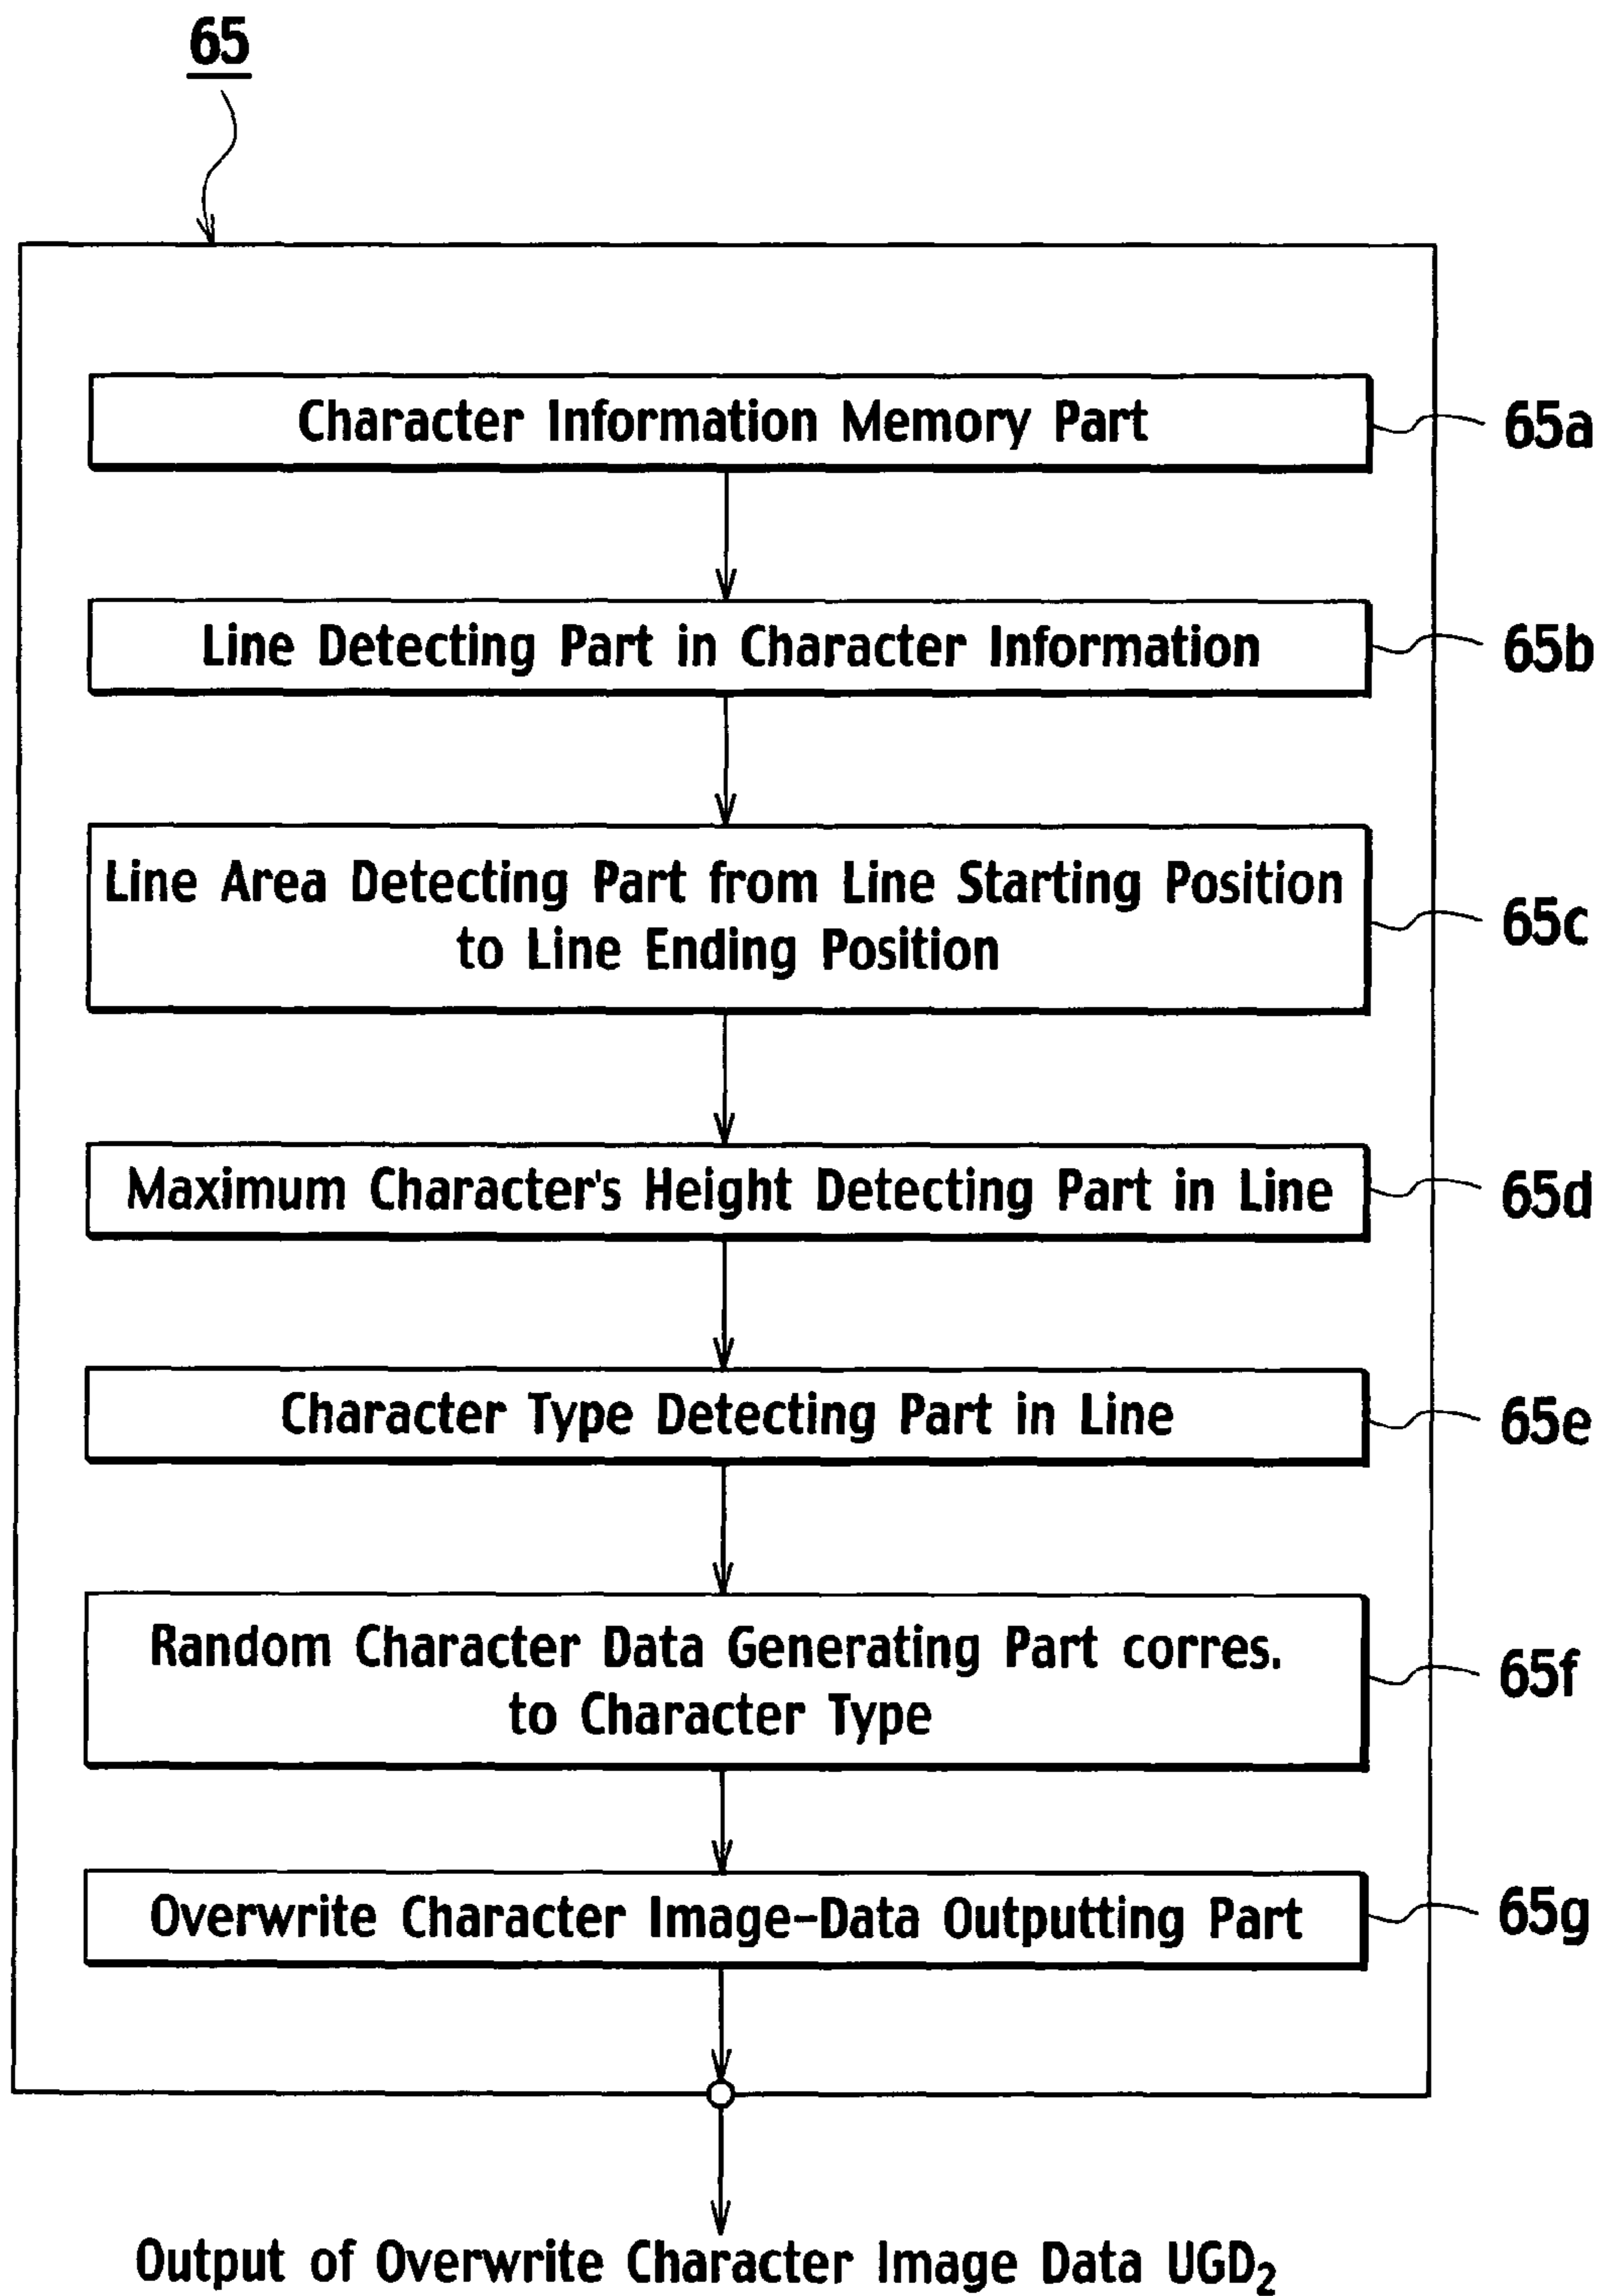 65
Character Information Memory Part
65a
Line Detecting Part in Character Information
65b
Line Area Detecting Part from Line Starting Position
to Line Ending Position
65c
Maximum Character's Height Detecting Part in Line
65d
Character Type Detecting Part in Line
65e
Random Character Data Generating Part corres.
to Character Type
65f
Overwrite Character Image-Data Outputting Part
65g
Output of Overwrite Character Image Data UGD₂